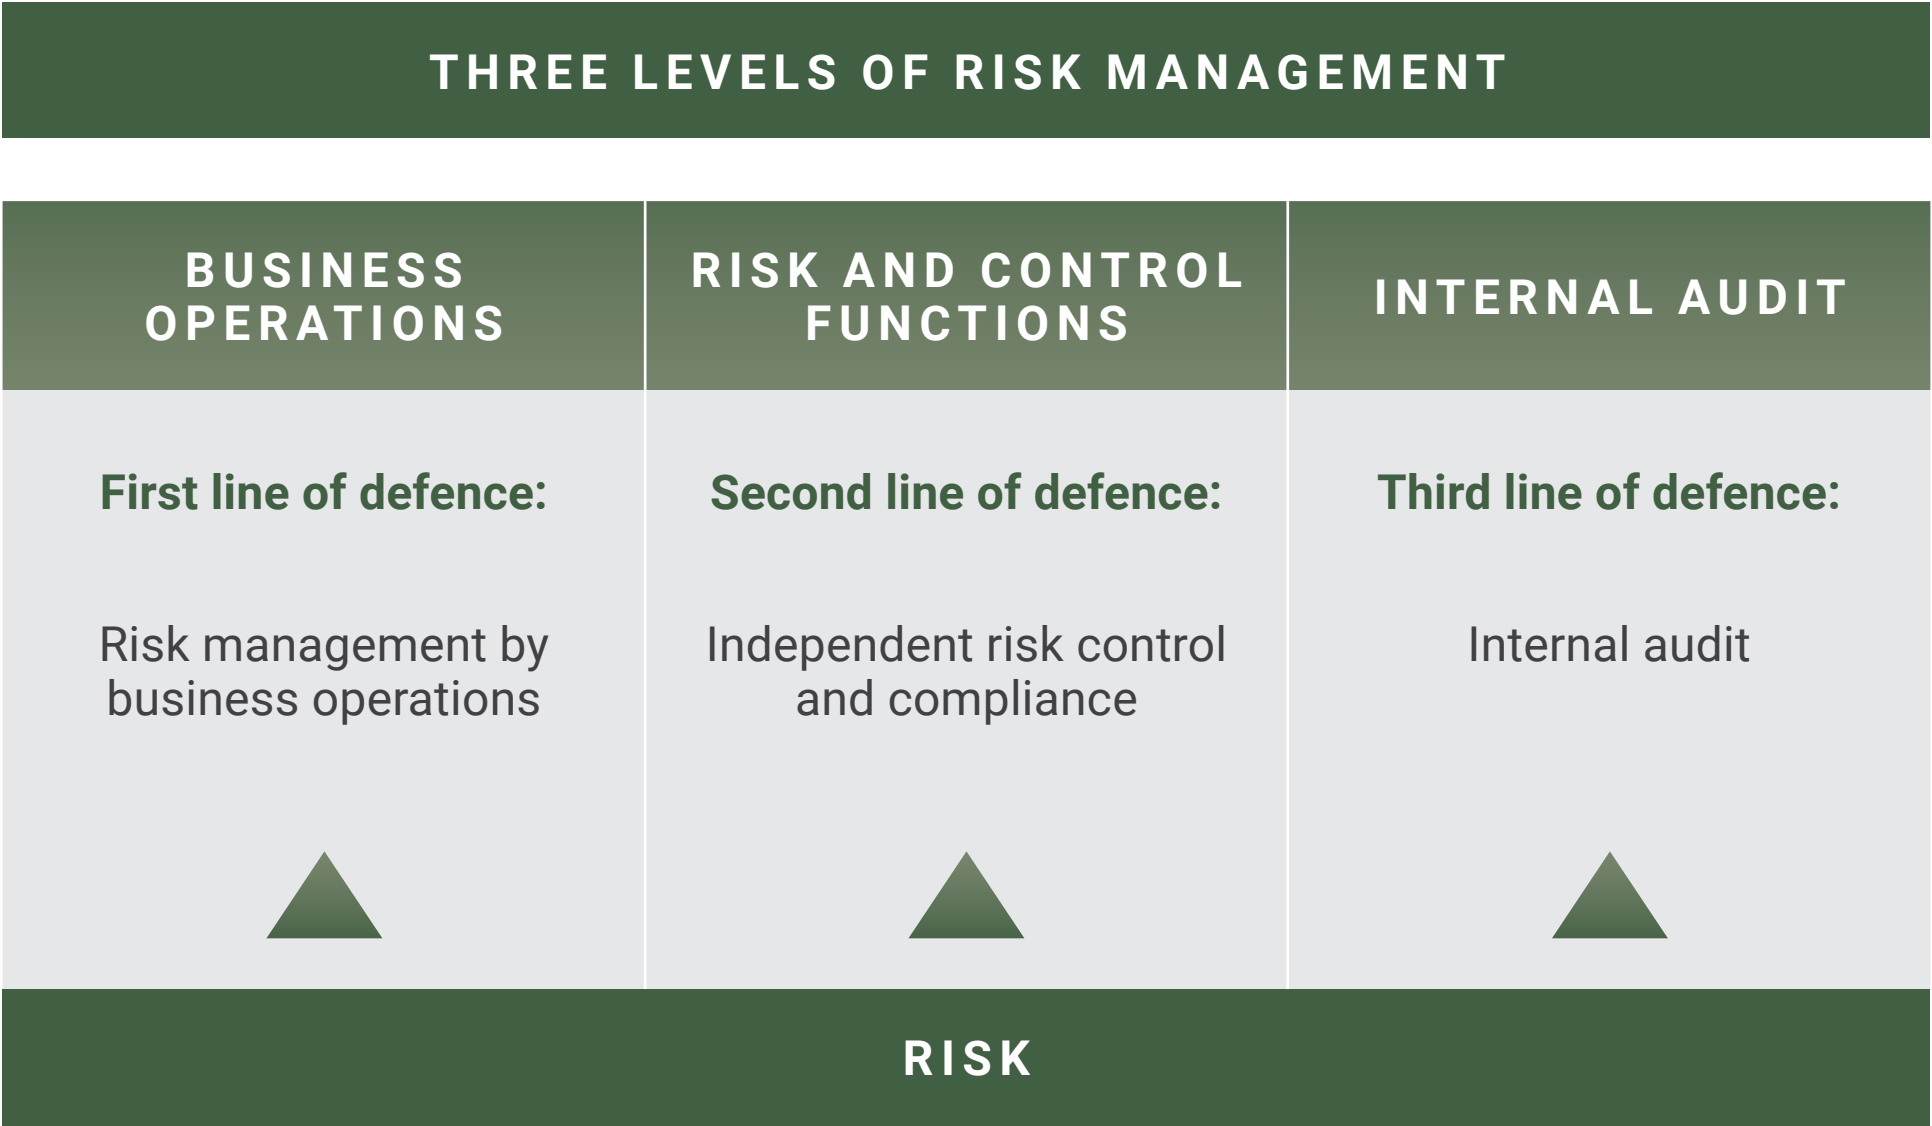 THREE LEVELS OF RISK MANAGEMENT
BUSINESS
OPERATIONS
RISK AND CONTROL
FUNCTIONS
INTERNAL AUDIT
First line of defence:
Risk management by
business operations
Second line of defence:
Independent risk control
and compliance
Third line of defence:
Internal audit
RISK